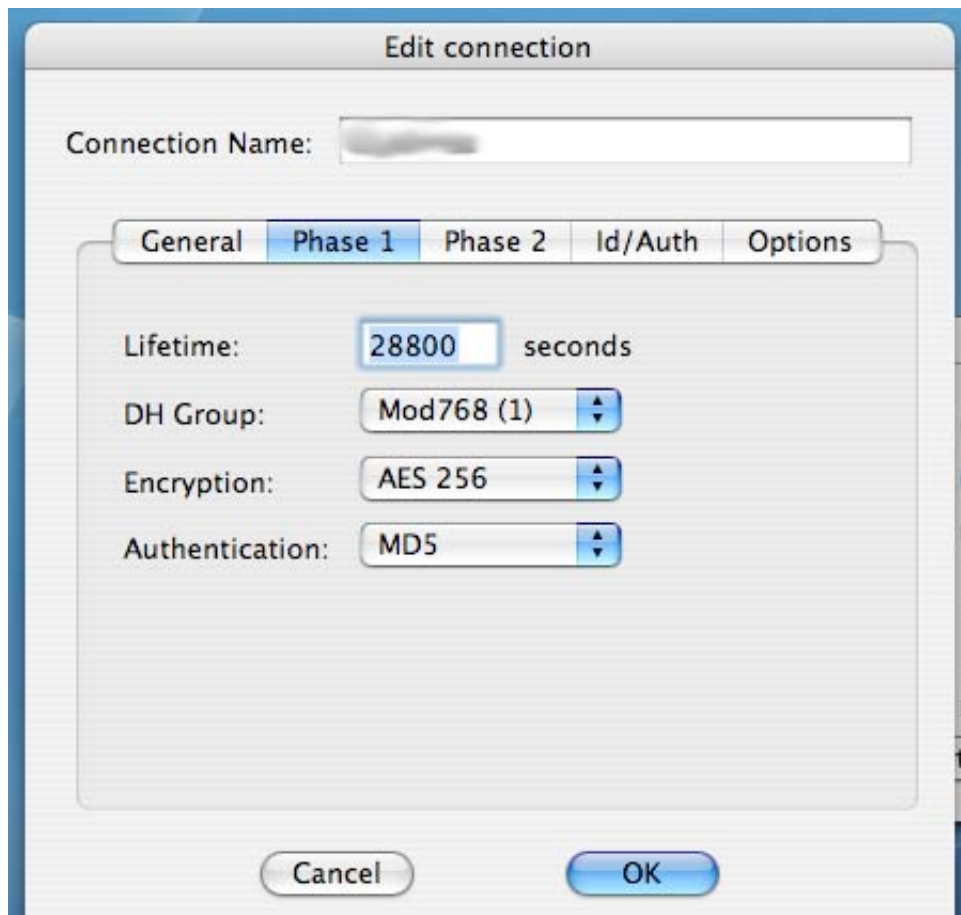 Edit connection
Connection Name:
General Phase 1 Phase 2 Id/Auth Options
Lifetime: 28800 seconds
DH Group: Mod768 (1)
Encryption: AES 256
Authentication: MD5
Cancel OK